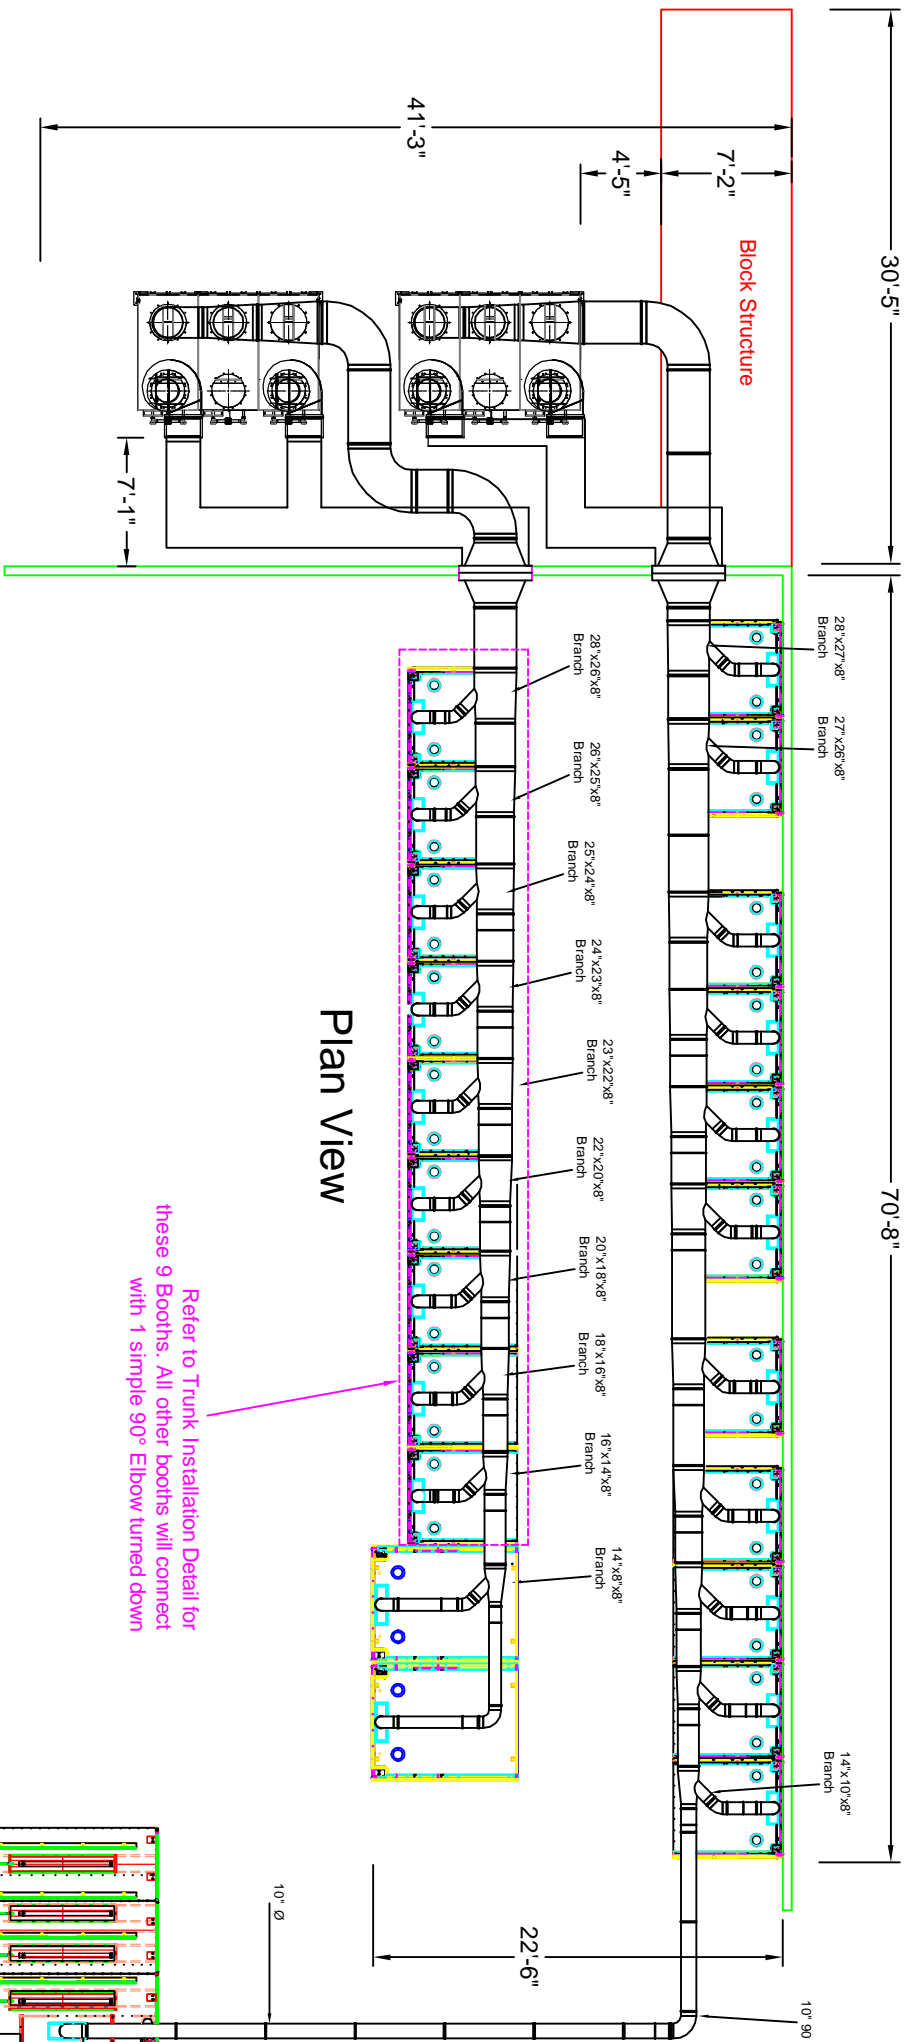 30'-5"
70'-8"
41'-3"
4'-5"
7'-2"
Block Structure
7'-1"
28"x27"x8"
Branch
27"x26"x8"
Branch
14"x10"x8"
Branch
28"x26"x8"
Branch
26"x25"x8"
Branch
25"x24"x8"
Branch
24"x23"x8"
Branch
23"x22"x8"
Branch
22"x20"x8"
Branch
20"x18"x8"
Branch
18"x16"x8"
Branch
16"x14"x8"
Branch
14"x8"x8"
Branch
Plan View
Refer to Trunk Installation Detail for
these 9 Booths. All other booths will connect
with 1 simple 90° Elbow turned down
22'-6"
10" Ø
10" 90